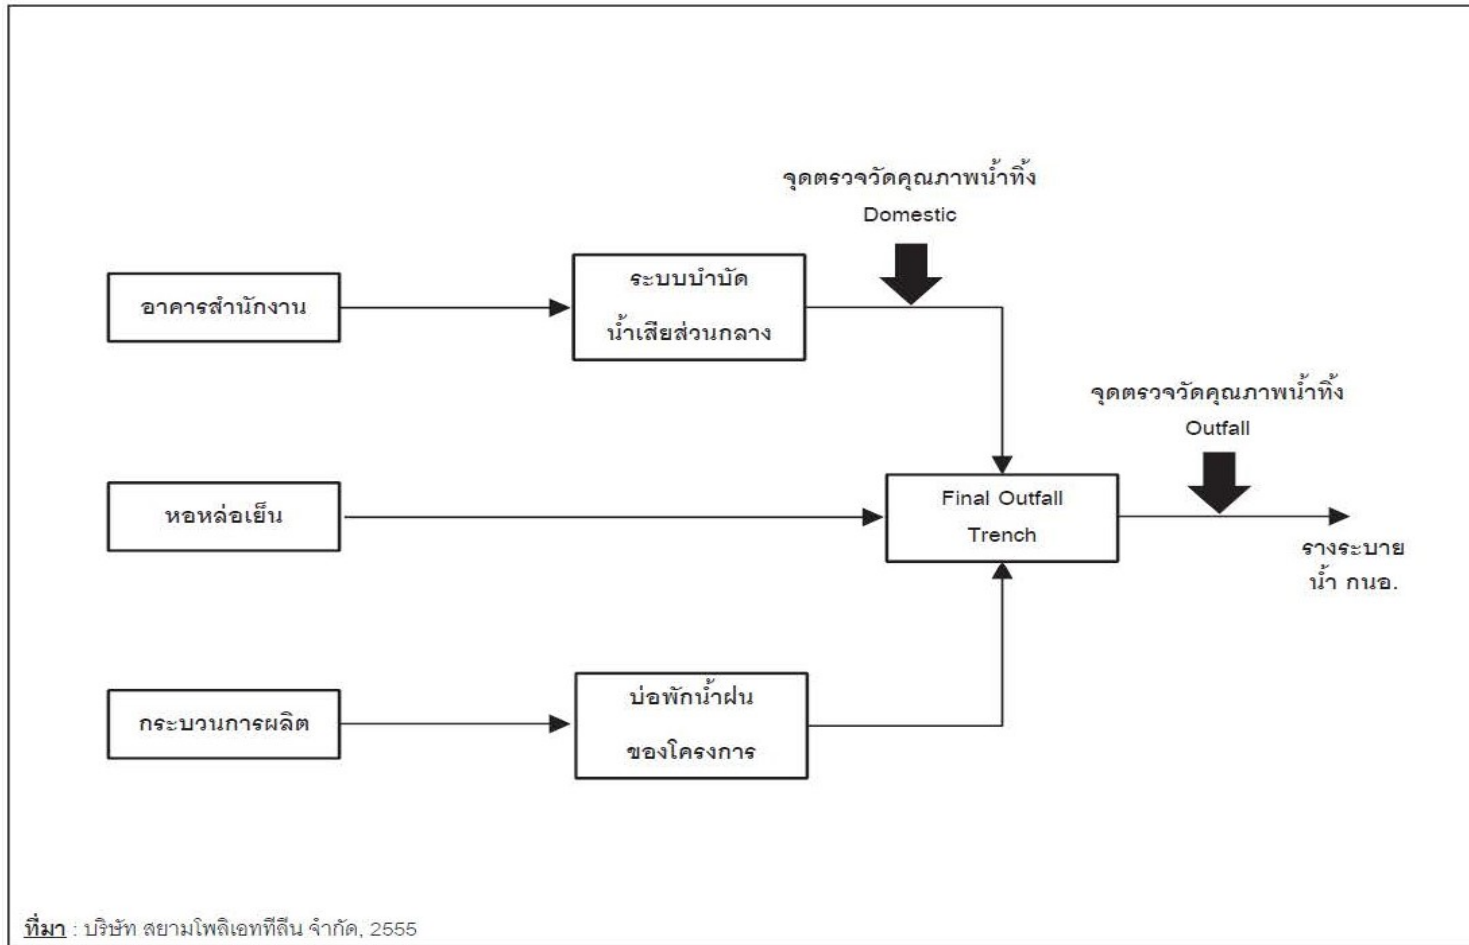 จุดตรวจวัดคุณภาพน้ำทิ้ง
Domestic
อาคารสำนักงาน
ระบบบำบัด
น้ำเสียส่วนกลาง
จุดตรวจวัดคุณภาพน้ำทิ้ง
Outfall
หอหล่อเย็น
Final Outfall
Trench
รางระบาย
น้ำ กนอ.
กระบวนการผลิต
บ่อพักน้ำฝน
ของโครงการ
ที่มา : บริษัท สยามโพลิเอททีลีน จำกัด, 2555